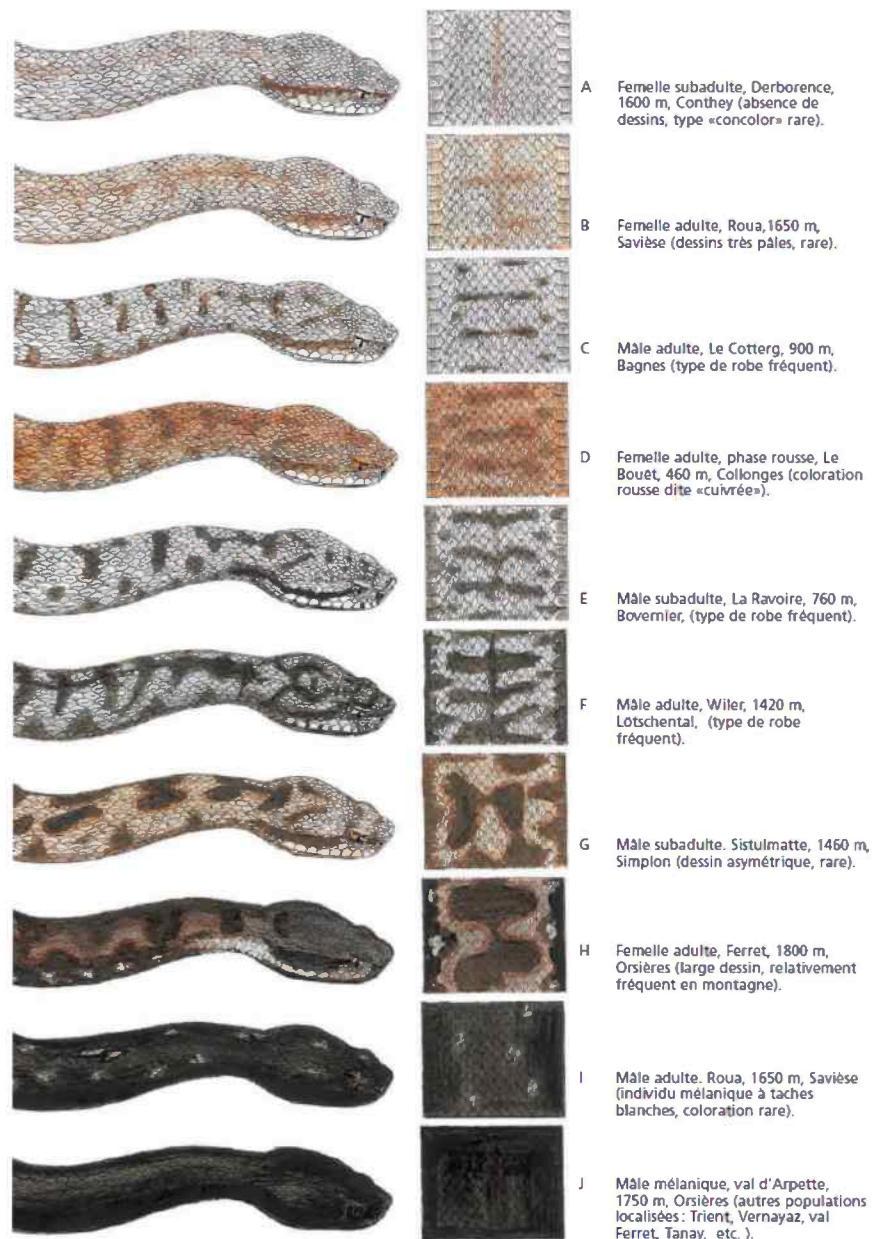 A Femelle subadulte, Derborence,
1600 m, Conthey (absence de
dessins, type «concolor» rare).
B Femelle adulte, Roua,1650 m,
Savièse (dessins très pâles, rare).
C Mâle adulte, Le Cotterg, 900 m,
Bagnes (type de robe fréquent).
D Femelle adulte, phase rousse, Le
Bouët, 460 m, Collonges (coloration
rousse dite «cuivrée»).
E Mâle subadulte, La Ravoire, 760 m,
Bovernier, (type de robe fréquent).
F Mâle adulte, Wiler, 1420 m,
Lötschental, (type de robe
fréquent).
G Mâle subadulte. Sistulmatte, 1460 m,
Simplon (dessin asymétrique, rare).
H Femelle adulte, Ferret, 1800 m,
Orsières (large dessin, relativement
fréquent en montagne).
I Mâle adulte. Roua, 1650 m, Savièse
(individu mélanique à taches
blanches, coloration rare).
J Mâle mélanique, val d'Arpette,
1750 m, Orsières (autres populations
localisées: Trient, Vernayaz, val
Ferret, Tanay, etc. ).